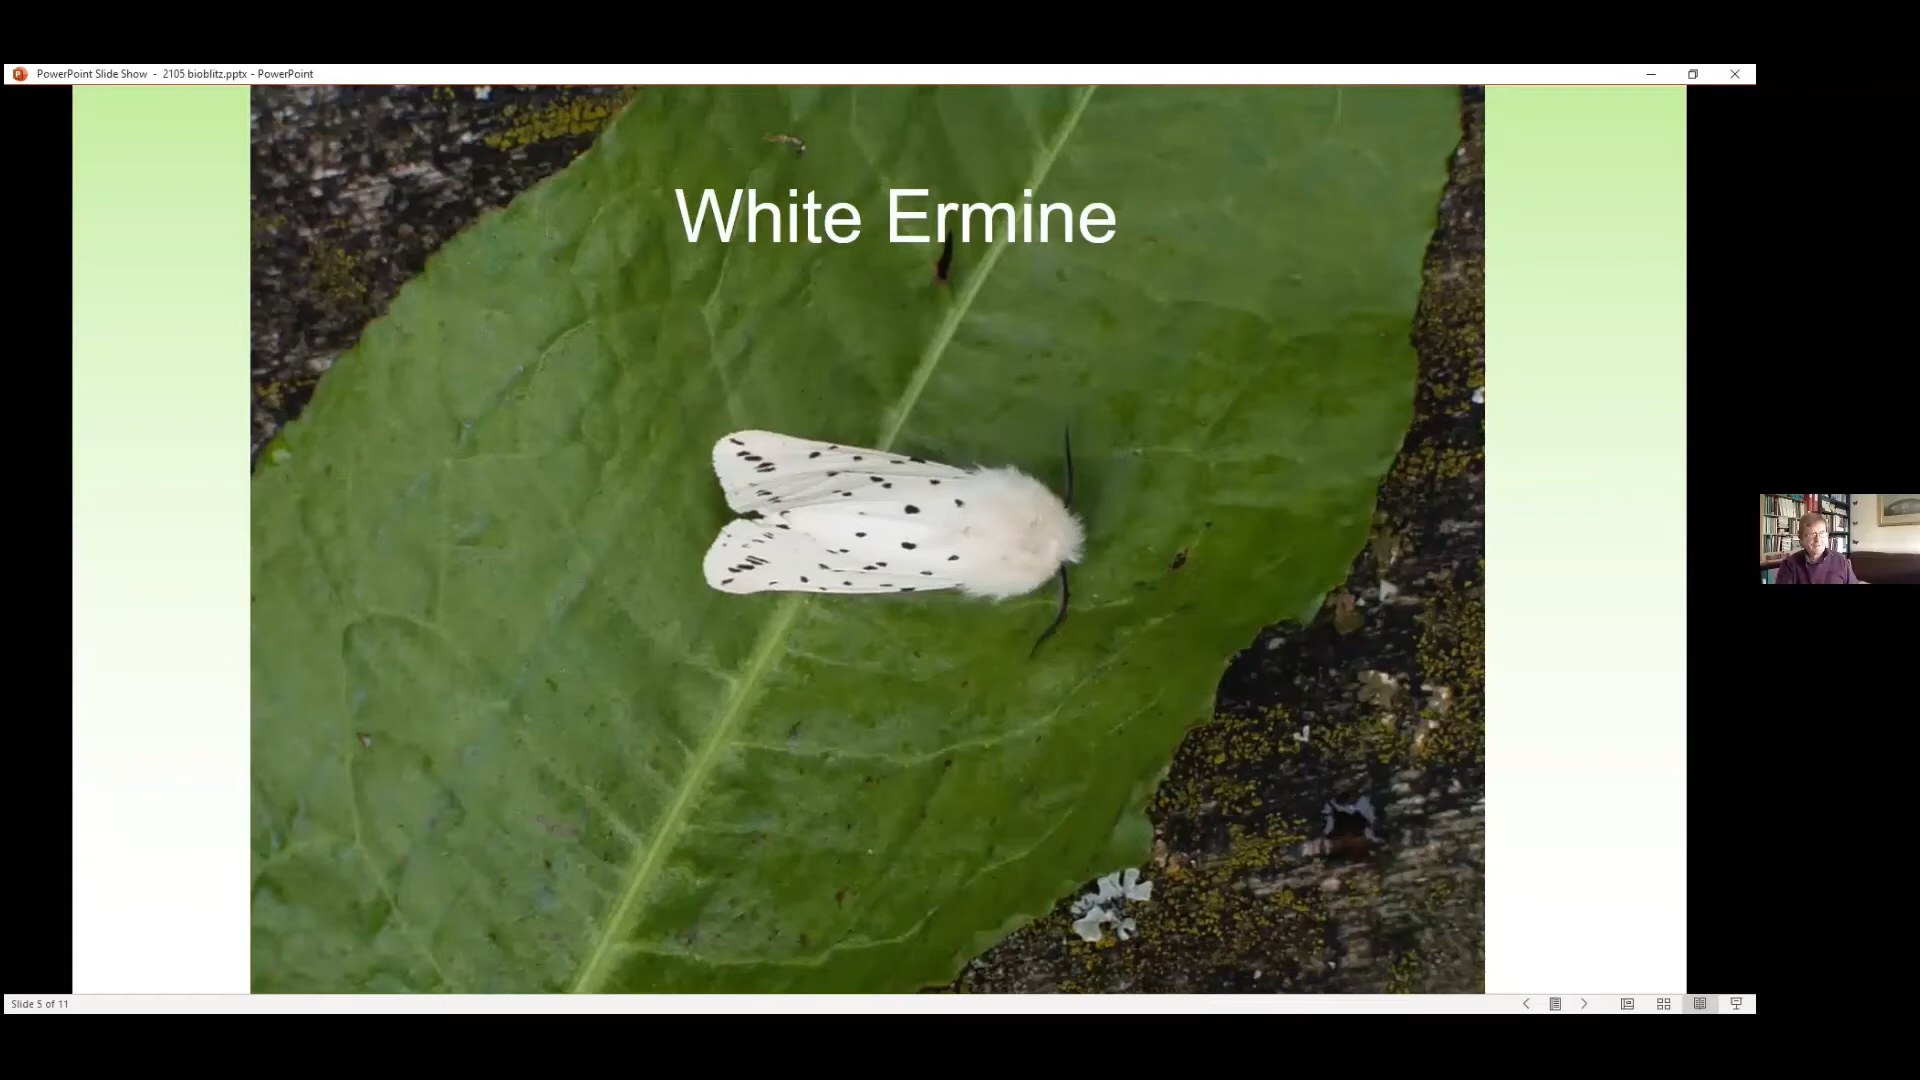 PowerPoint Slide Show - 2105 bioblitz.pptx - PowerPoint
White Ermine
Slide 5 of 11